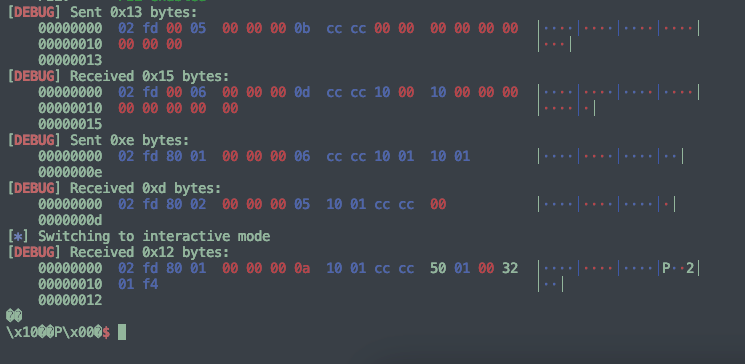 [DEBUG] Sent 0x13 bytes:
00000000 02 fd 00 05 00 00 00 0b cc cc 00 00 00 00 00 00 |····|····|····|····|
00000010 00 00 00 |···|
00000013
[DEBUG] Received 0x15 bytes:
00000000 02 fd 00 06 00 00 00 0d cc cc 10 00 10 00 00 00 |····|····|····|····|
00000010 00 00 00 00 00 |····|·|
00000015
[DEBUG] Sent 0xe bytes:
00000000 02 fd 80 01 00 00 00 06 cc cc 10 01 10 01 |····|····|····|··|
0000000e
[DEBUG] Received 0xd bytes:
00000000 02 fd 80 02 00 00 00 05 10 01 cc cc 00 |····|····|····|·|
0000000d
[*] Switching to interactive mode
[DEBUG] Received 0x12 bytes:
00000000 02 fd 80 01 00 00 00 0a 10 01 cc cc 50 01 00 32 |····|····|····|P··2|
00000010 01 f4 |··|
00000012
��
\x10��P\x00�$